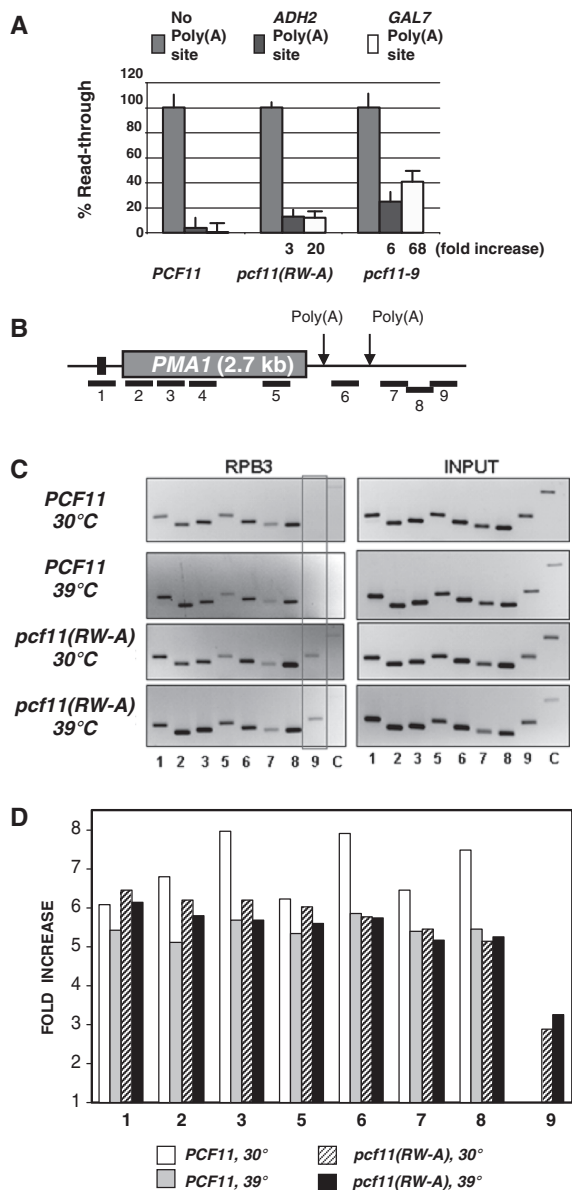 A
No Poly(A) site
ADH2 Poly(A) site
GAL7 Poly(A) site
% Read-through
120
100
80
60
40
20
0
3 20 6 68 (fold increase)
PCF11 pcf11(RW-A) pcf11-9
B
Poly(A) Poly(A)
PMA1 (2.7 kb)
1 2 3 4 5 6 7 8 9
C
RPB3 INPUT
PCF11
30°C
PCF11
39°C
pcf11(RW-A)
30°C
pcf11(RW-A)
39°C
1 2 3 5 6 7 8 9 C 1 2 3 5 6 7 8 9 C
D
FOLD INCREASE
8
7
6
5
4
3
2
1
1 2 3 5 6 7 8 9
PCF11, 30° pcf11(RW-A), 30°
PCF11, 39° pcf11(RW-A), 39°